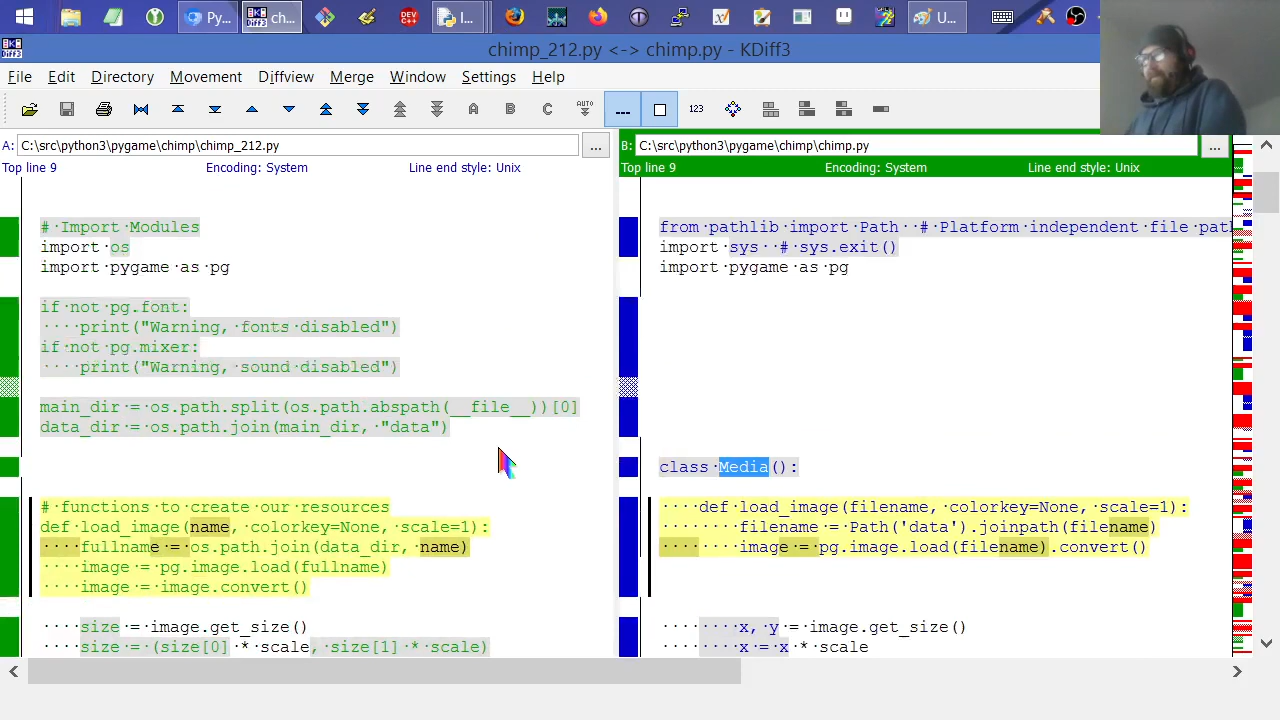 Py...
ch...
DEV C++
I...
U...
chimp_212.py <-> chimp.py - KDiff3
File Edit Directory Movement Diffview Merge Window Settings Help
A B C AUTO 123
A: C:\src\python3\pygame\chimp\chimp_212.py ...
Top line 9 Encoding: System Line end style: Unix
# Import Modules
import os
import pygame as pg
if not pg.font:
print("Warning, fonts disabled")
if not pg.mixer:
print("Warning, sound disabled")
main_dir = os.path.split(os.path.abspath(__file__))[0]
data_dir = os.path.join(main_dir, "data")
# functions to create our resources
def load_image(name, colorkey=None, scale=1):
fullname = os.path.join(data_dir, name)
image = pg.image.load(fullname)
image = image.convert()
size = image.get_size()
size = (size[0] * scale, size[1] * scale)
B: C:\src\python3\pygame\chimp\chimp.py ...
Top line 9 Encoding: System Line end style: Unix
from pathlib import Path # Platform independent file pat
import sys # sys.exit()
import pygame as pg
class Media():
def load_image(filename, colorkey=None, scale=1):
filename = Path('data').joinpath(filename)
image = pg.image.load(filename).convert()
x, y = image.get_size()
x = x * scale